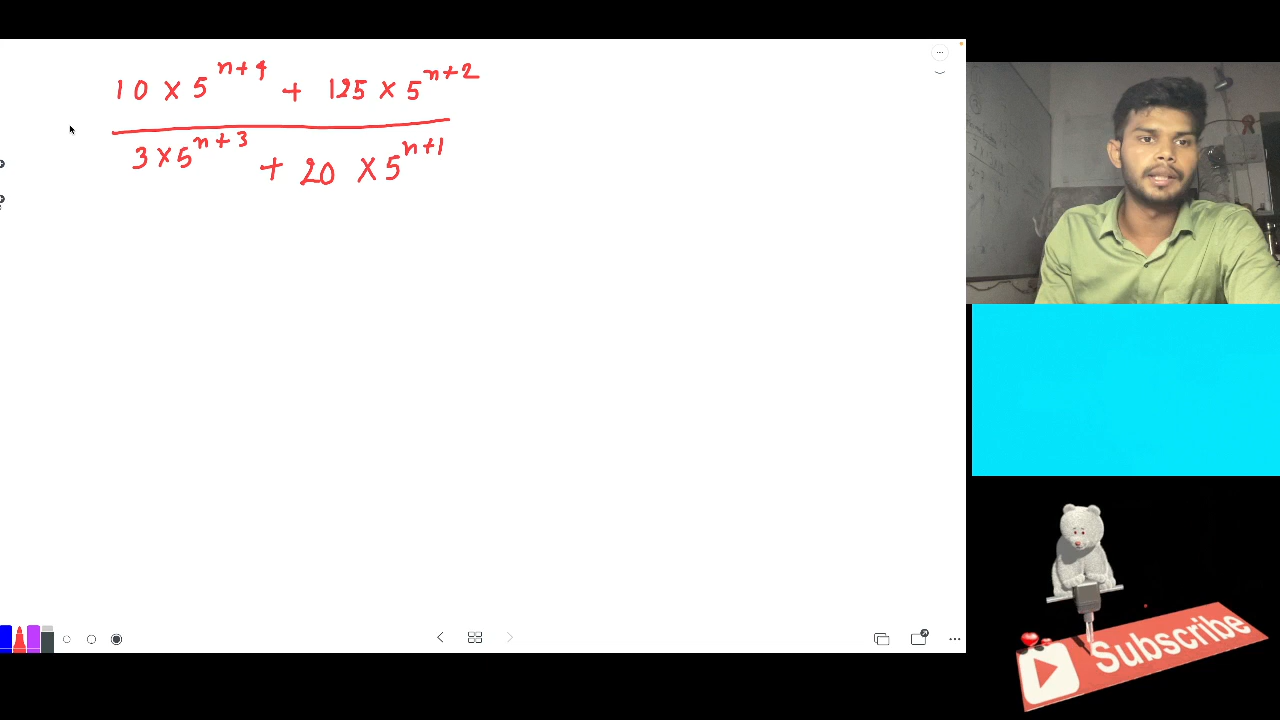 10 × 5^{n+4} + 125 × 5^{n+2}
3 × 5^{n+3} + 20 × 5^{n+1}
Subscribe